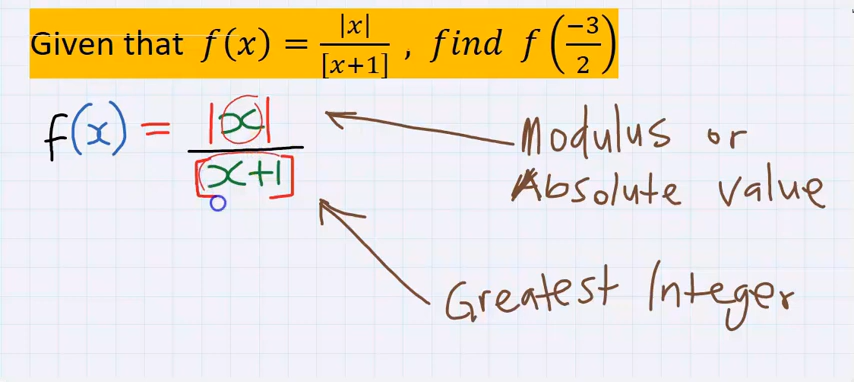 Given that f(x) = |x| / [x+1] , find f(-3/2)
f(x) = |x| / [x+1]
Modulus or
Absolute value
Greatest Integer